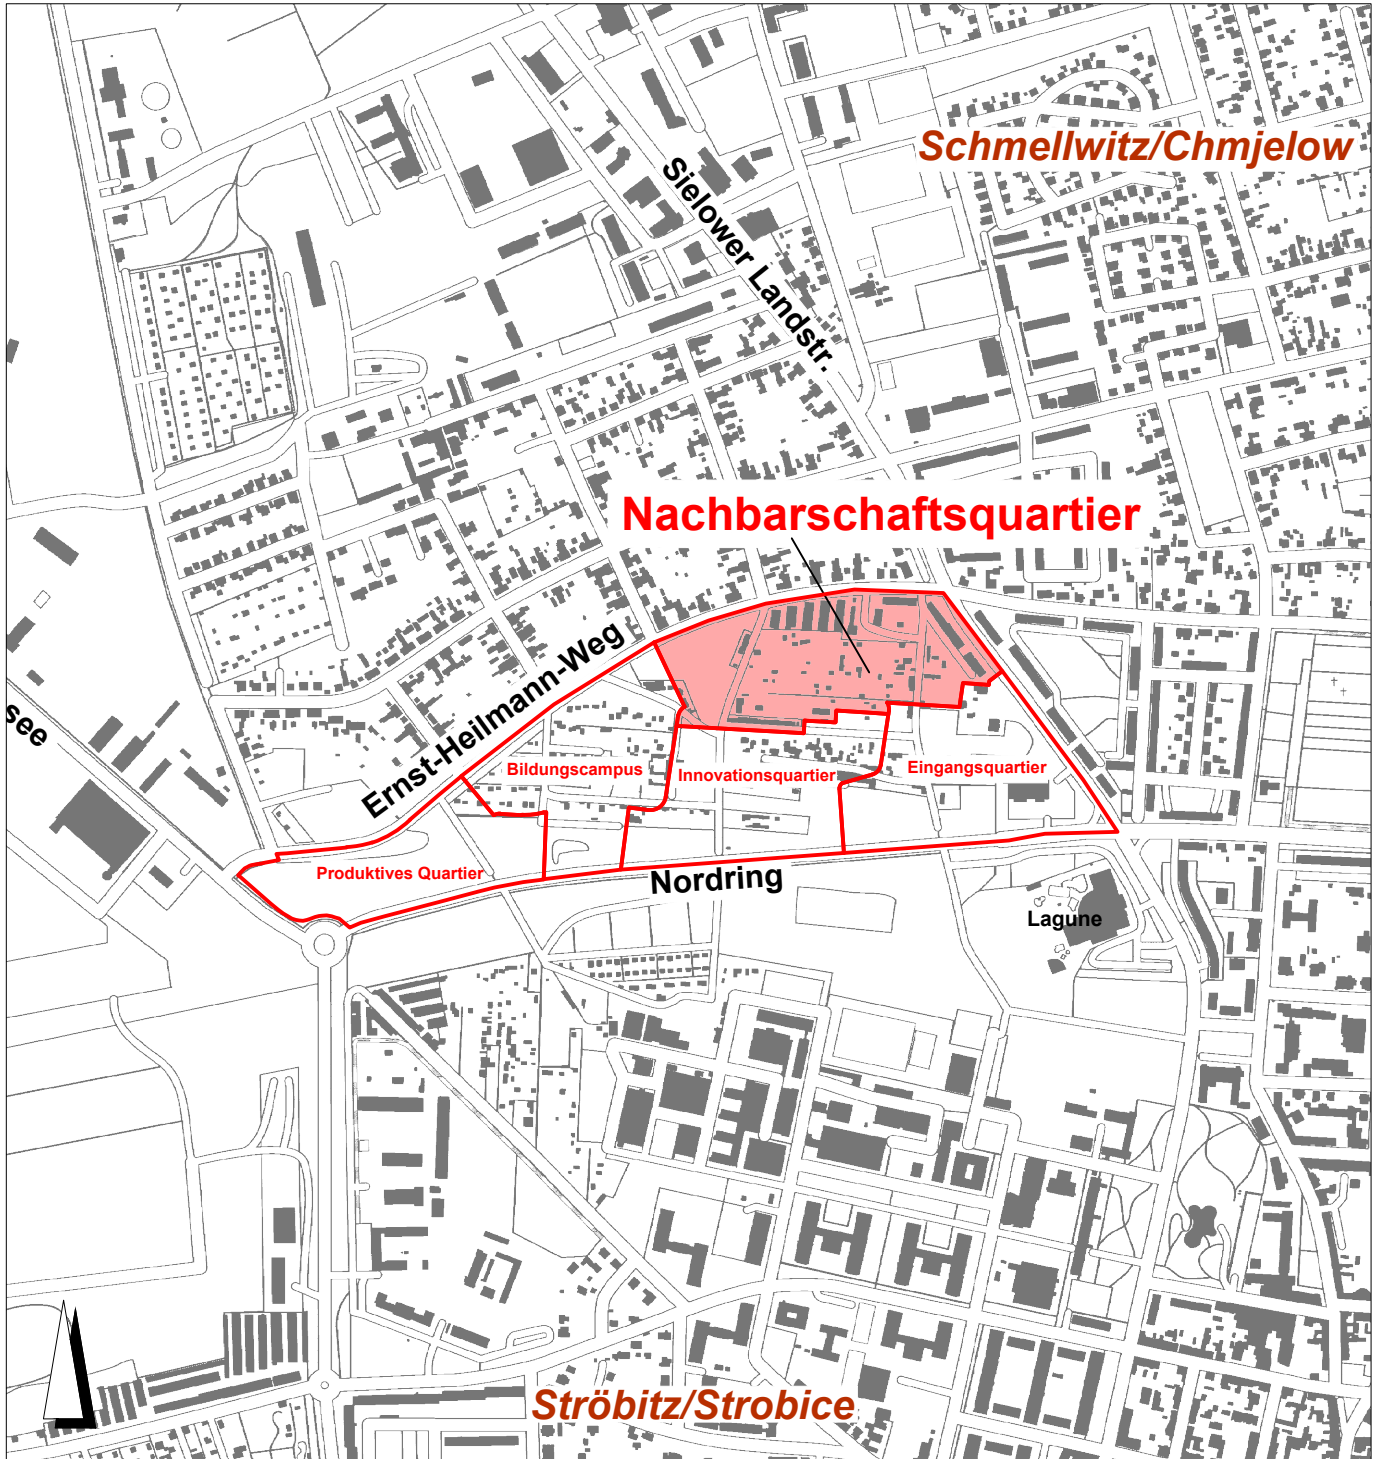 Schmellwitz/Chmjelow
Sielower Landstr.
Nachbarschaftsquartier
Ernst-Heilmann-Weg
see
Bildungscampus
Innovationsquartier
Eingangsquartier
Produktives Quartier
Nordring
Lagune
Ströbitz/Strobice